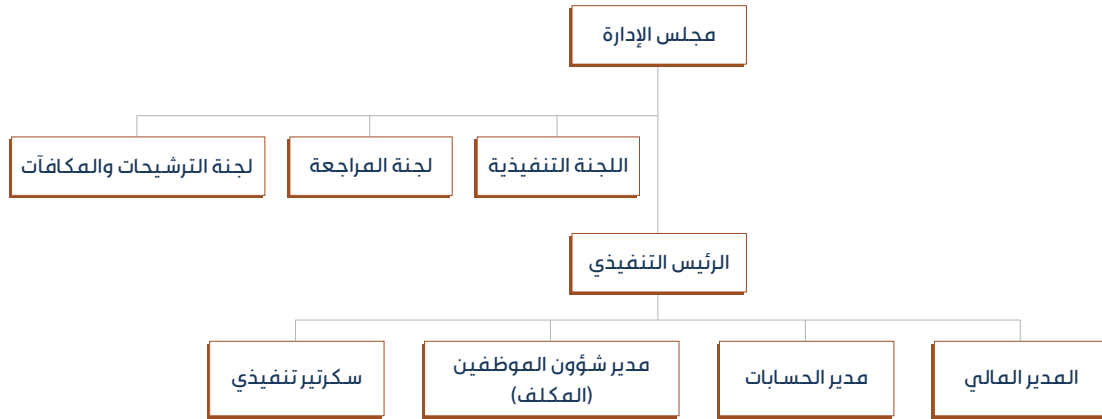 مجلس الإدارة
اللجنة التنفيذية
لجنة المراجعة
لجنة الترشيحات والمكافآت
الرئيس التنفيذي
المدير المالي
مدير الحسابات
مدير شؤون الموظفين
(المكلف)
سكرتير تنفيذي